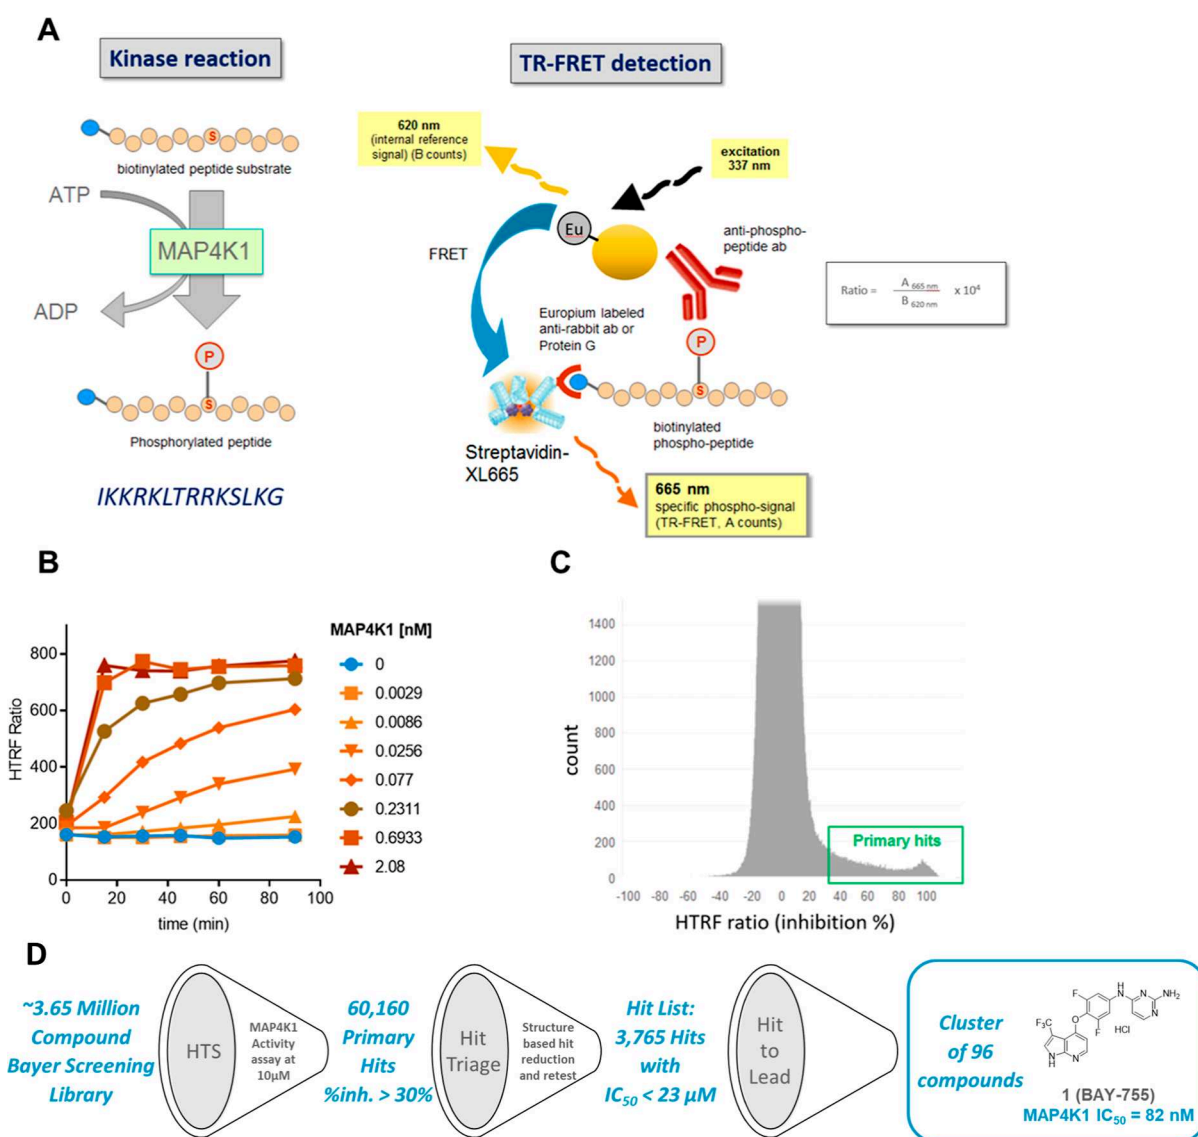 A
Kinase reaction
S
biotinylated peptide substrate
ATP
MAP4K1
ADP
P
S
Phosphorylated peptide
IKKRKLTRRKSLKG
TR-FRET detection
620 nm
(internal reference
signal) (B counts)
excitation
337 nm
Eu
FRET
anti-phospho-
peptide ab
Europium labeled
anti-rabbit ab or
Protein G
P
S
biotinylated
phospho-peptide
Streptavidin-
XL665
665 nm
specific phospho-signal
(TR-FRET, A counts)
Ratio = A 665 nm / B 620 nm x 10⁴
B
HTRF Ratio
800
600
400
200
0
0 20 40 60 80 100
time (min)
MAP4K1 [nM]
0
0.0029
0.0086
0.0256
0.077
0.2311
0.6933
2.08
C
count
1400
1200
1000
800
600
400
200
0
Primary hits
-100 -80 -60 -40 -20 0 20 40 60 80 100
HTRF ratio (inhibition %)
D
~3.65 Million
Compound
Bayer Screening
Library
HTS
MAP4K1
Activity
assay at
10µM
60,160
Primary
Hits
%inh. > 30%
Hit
Triage
Structure
based hit
reduction
and retest
Hit List:
3,765 Hits
with
IC₅₀ < 23 µM
Hit
to
Lead
Cluster
of 96
compounds
F
H
N
N
NH₂
N
O
F
HCl
F₃C
N
H
N
1 (BAY-755)
MAP4K1 IC₅₀ = 82 nM